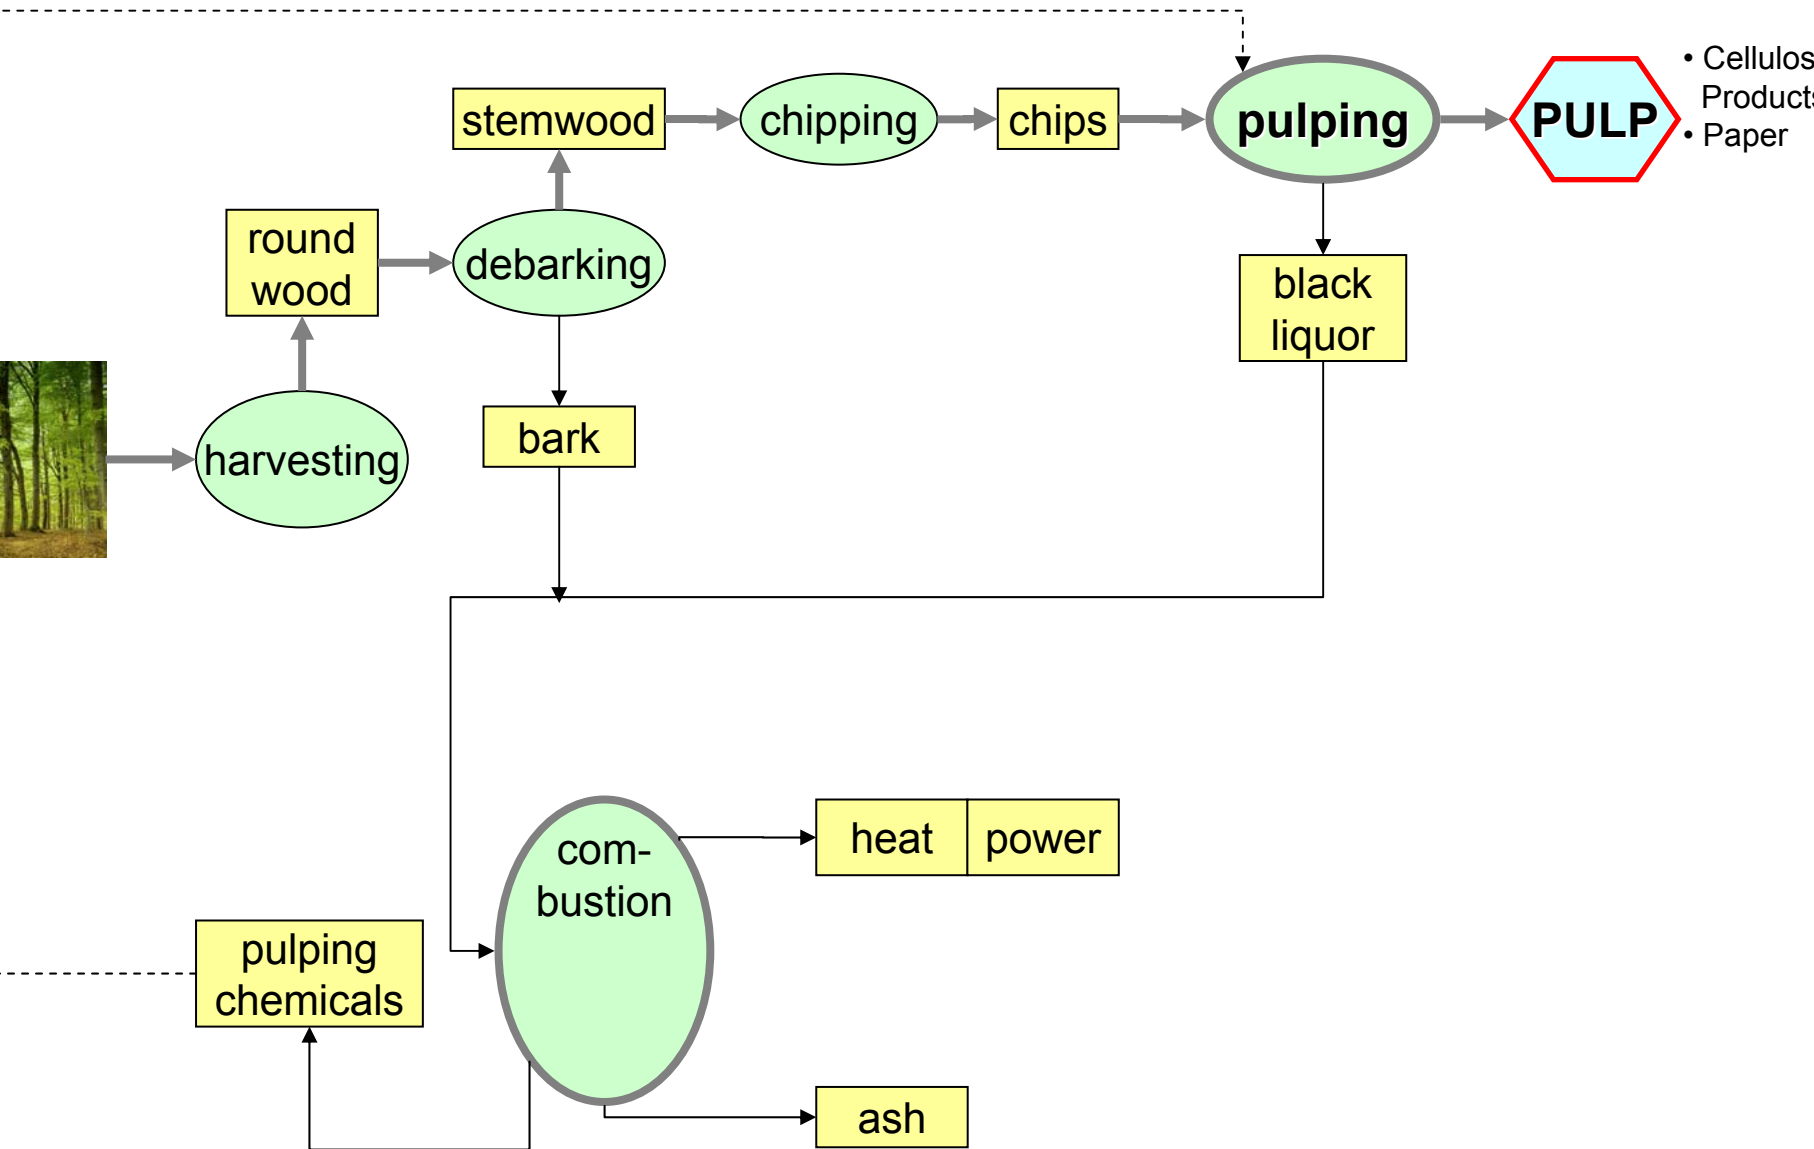 • Cellulos
Products
• Paper
stemwood
chipping
chips
pulping
PULP
round
wood
debarking
black
liquor
bark
harvesting
com-
bustion
heat
power
pulping
chemicals
ash